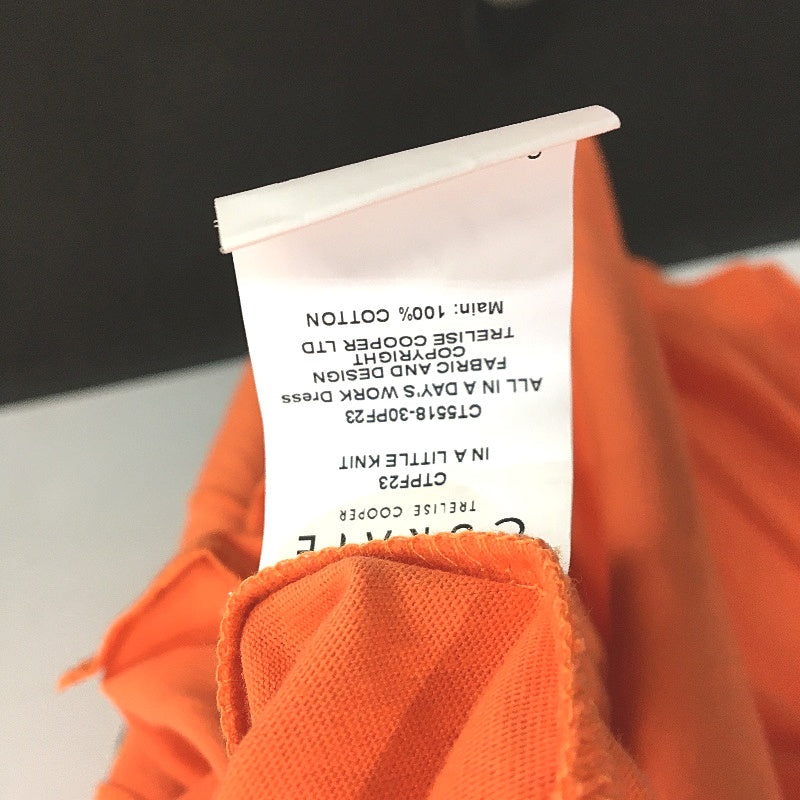 CURATE
TRELISE COOPER
CTPF23
IN A LITTLE KNIT
CT5518-30PF23
ALL IN A DAY'S WORK Dress
FABRIC AND DESIGN
COPYRIGHT
TRELISE COOPER LTD
Main: 100% COTTON